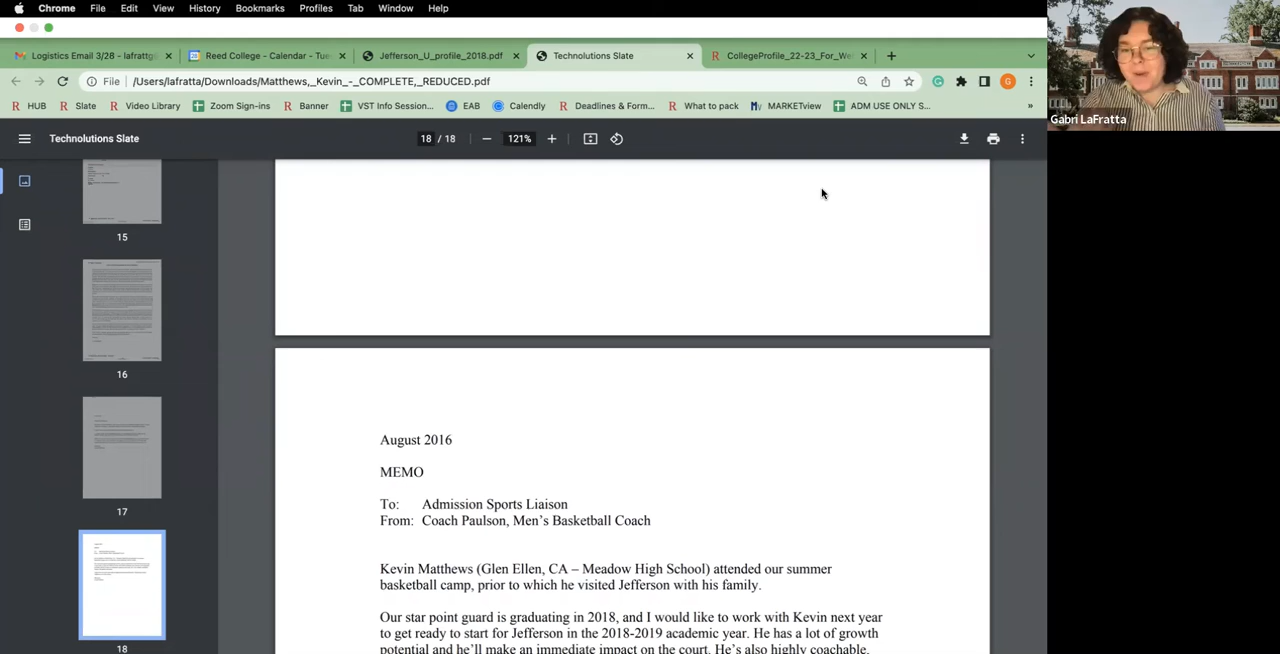 Chrome File Edit View History Bookmarks Profiles Tab Window Help
Logistics Email 3/28 - lafrattg
Reed College - Calendar - Tue
Jefferson_U_profile_2018.pdf
Technolutions Slate
CollegeProfile_22-23_For_We
File /Users/lafratta/Downloads/Matthews,_Kevin_-_COMPLETE,_REDUCED.pdf
G
HUB Slate Video Library Zoom Sign-ins Banner VST Info Session... EAB Calendly Deadlines & Form... What to pack MARKETview ADM USE ONLY S... »
Gabri LaFratta
Technolutions Slate
18 / 18
121%
15
16
17
18
August 2016
MEMO
To: Admission Sports Liaison
From: Coach Paulson, Men's Basketball Coach
Kevin Matthews (Glen Ellen, CA – Meadow High School) attended our summer
basketball camp, prior to which he visited Jefferson with his family.
Our star point guard is graduating in 2018, and I would like to work with Kevin next year
to get ready to start for Jefferson in the 2018-2019 academic year. He has a lot of growth
potential and he'll make an immediate impact on the court. He's also highly coachable.